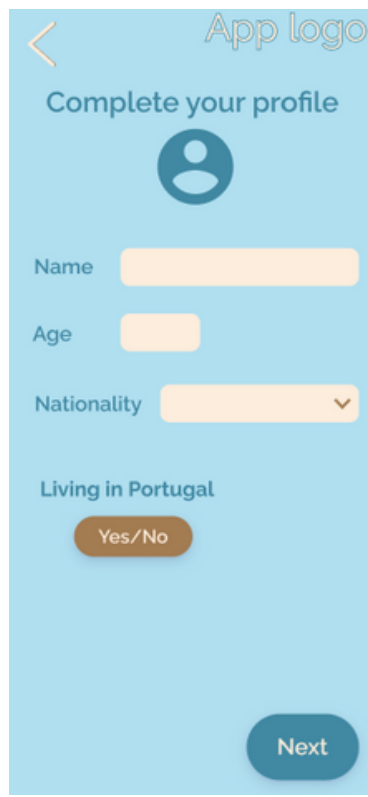 App logo
Complete your profile
Name
Age
Nationality
Living in Portugal
Yes/No
Next